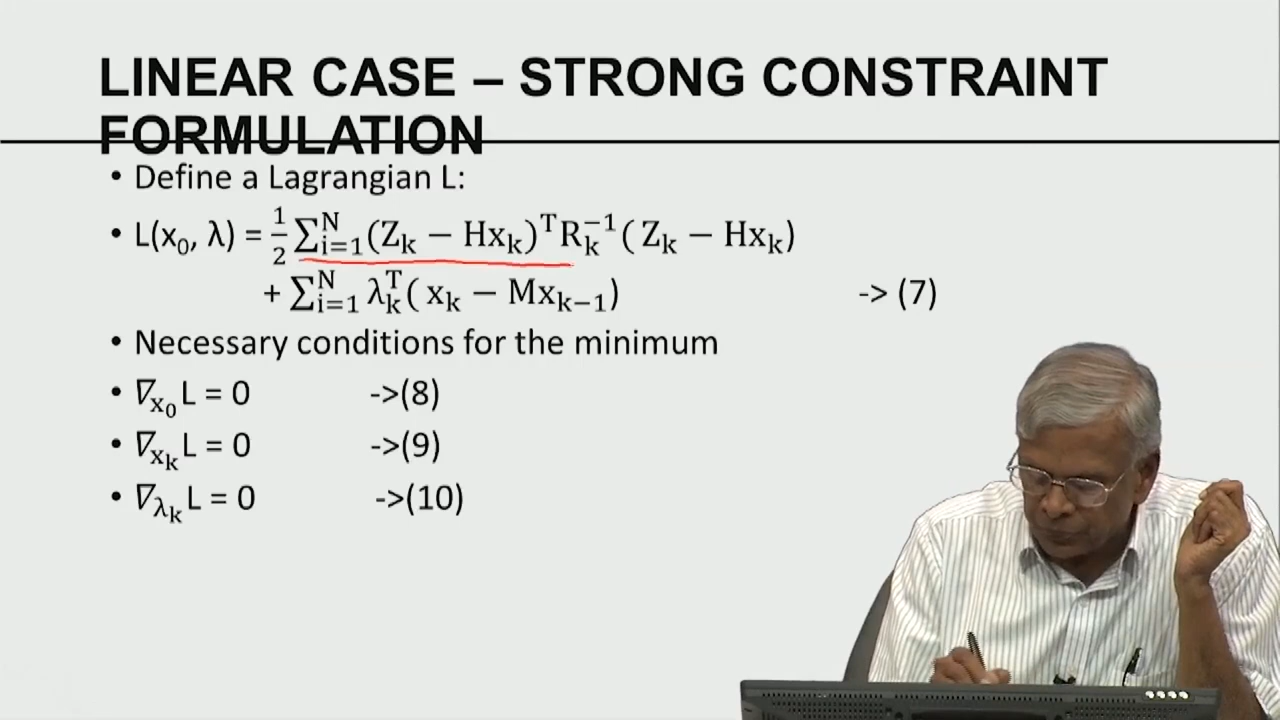 LINEAR CASE – STRONG CONSTRAINT
FORMULATION
• Define a Lagrangian L:
• L(x₀, λ) = ½ ∑ᵢ₌₁ᴺ (Zₖ − Hxₖ)ᵀRₖ⁻¹( Zₖ − Hxₖ)
+ ∑ᵢ₌₁ᴺ λₖᵀ( xₖ − Mxₖ₋₁) -> (7)
• Necessary conditions for the minimum
• ∇x₀ L = 0 ->(8)
• ∇xₖ L = 0 ->(9)
• ∇λₖ L = 0 ->(10)